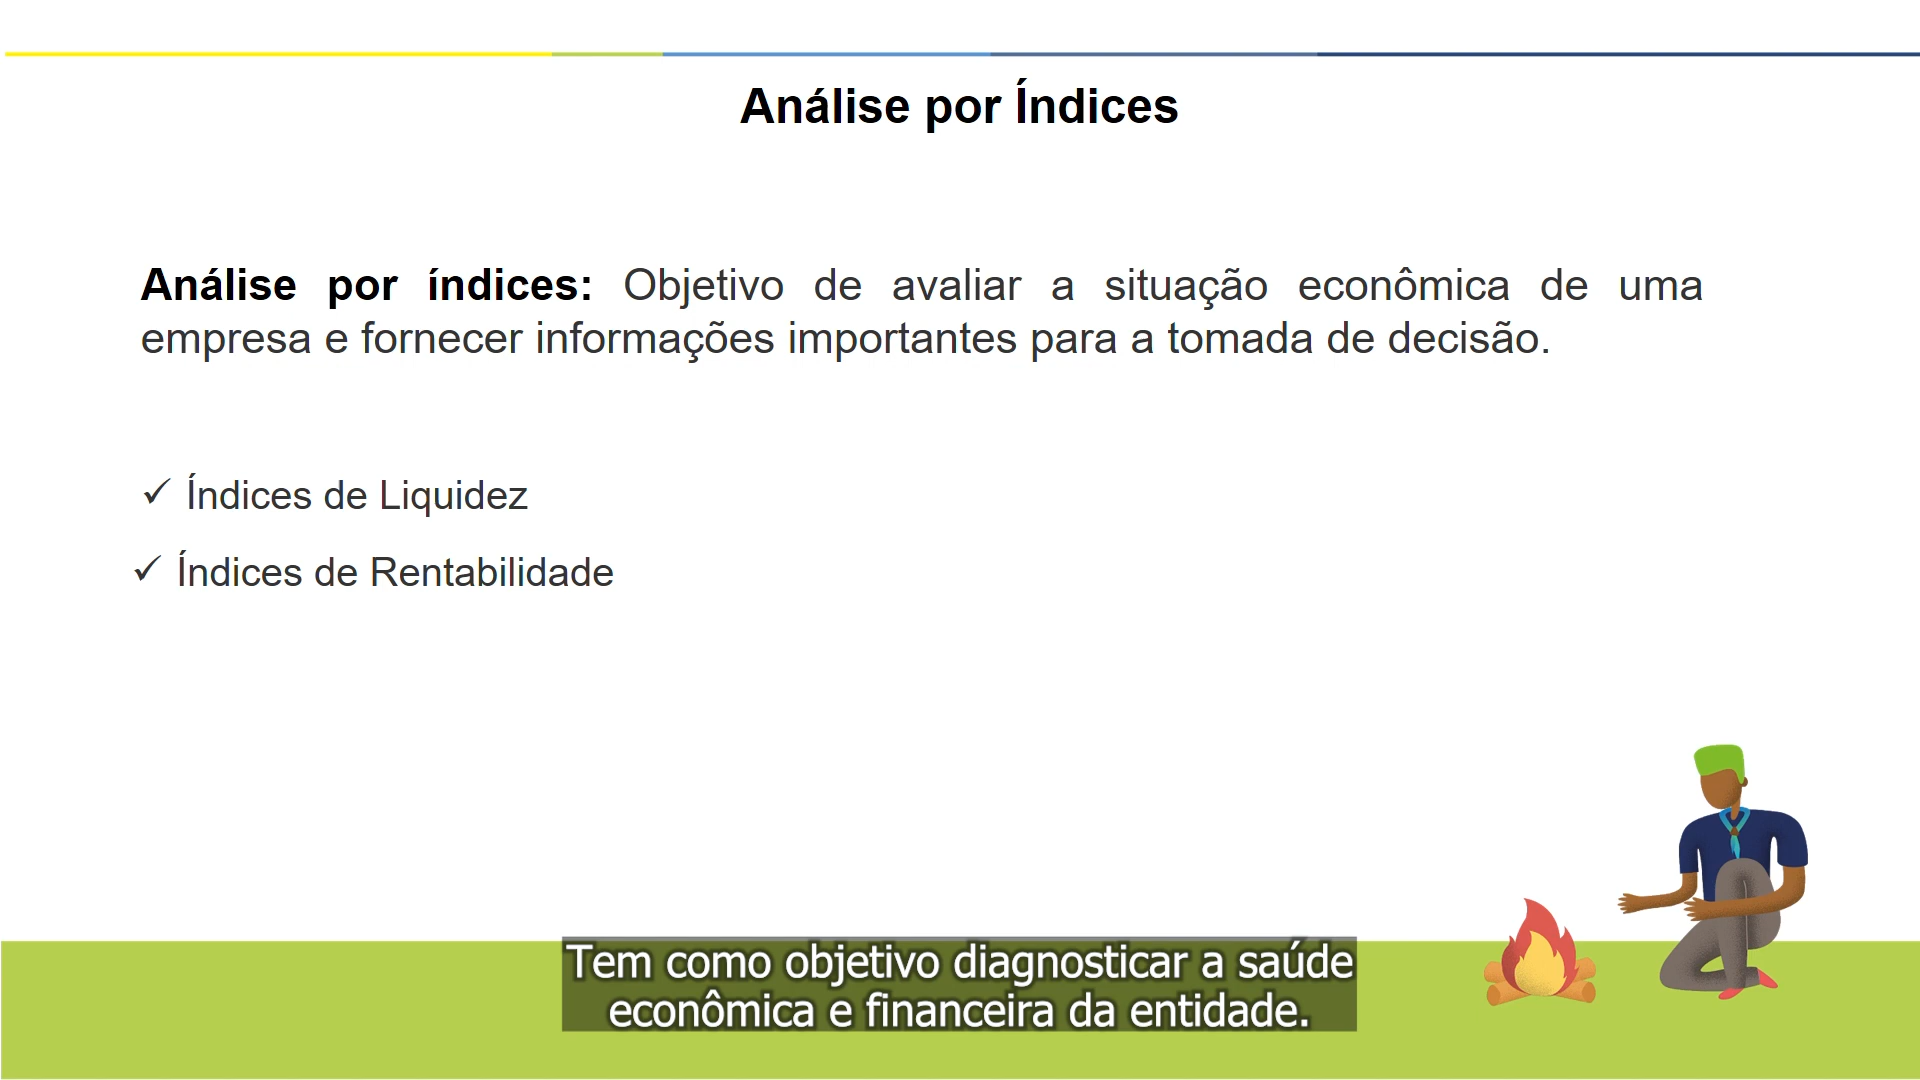 Análise por Índices
Análise por índices: Objetivo de avaliar a situação econômica de uma
empresa e fornecer informações importantes para a tomada de decisão.
✓ Índices de Liquidez
✓ Índices de Rentabilidade
Tem como objetivo diagnosticar a saúde
econômica e financeira da entidade.